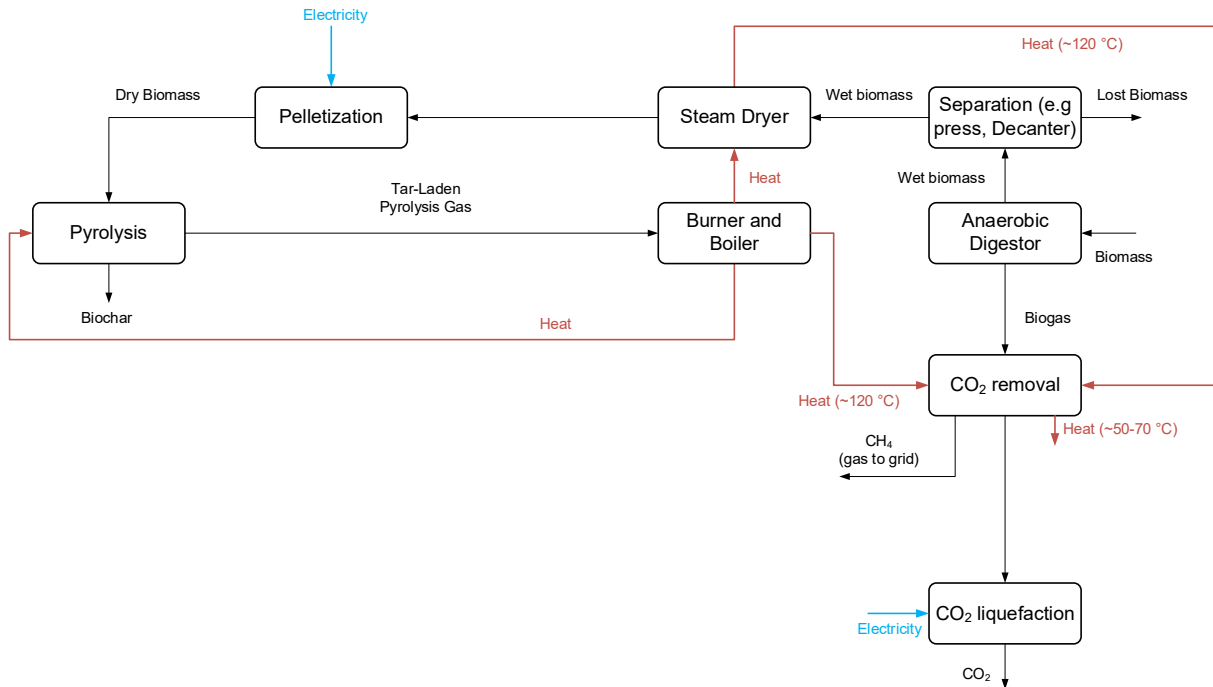 Electricity
Heat (~120 °C)
Dry Biomass
Pelletization
Steam Dryer
Wet biomass
Separation (e.g
press, Decanter)
Lost Biomass
Heat
Wet biomass
Tar-Laden
Pyrolysis Gas
Pyrolysis
Burner and
Boiler
Anaerobic
Digestor
Biomass
Biochar
Heat
Biogas
CO₂ removal
Heat (~120 °C)
Heat (~50-70 °C)
CH₄
(gas to grid)
CO₂ liquefaction
Electricity
CO₂